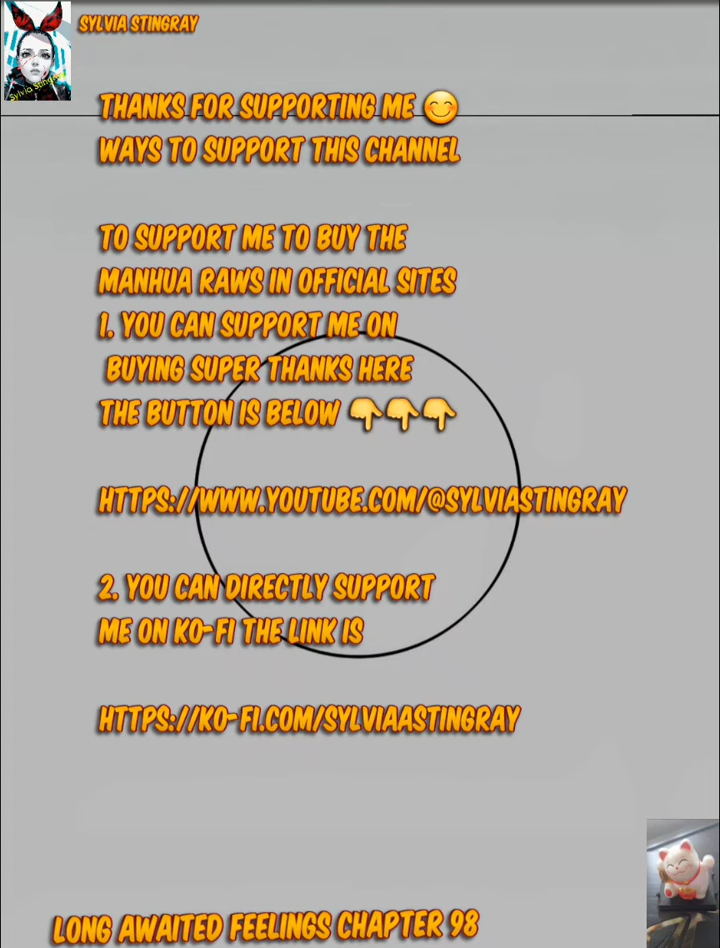 SYLVIA STINGRAY
Sylvia Stingray
THANKS FOR SUPPORTING ME 😊
WAYS TO SUPPORT THIS CHANNEL
TO SUPPORT ME TO BUY THE
MANHUA RAWS IN OFFICIAL SITES
1. YOU CAN SUPPORT ME ON
BUYING SUPER THANKS HERE
THE BUTTON IS BELOW 👇👇👇
HTTPS://WWW.YOUTUBE.COM/@SYLVIASTINGRAY
2. YOU CAN DIRECTLY SUPPORT
ME ON KO-FI THE LINK IS
HTTPS://KO-FI.COM/SYLVIAASTINGRAY
LONG AWAITED FEELINGS CHAPTER 98